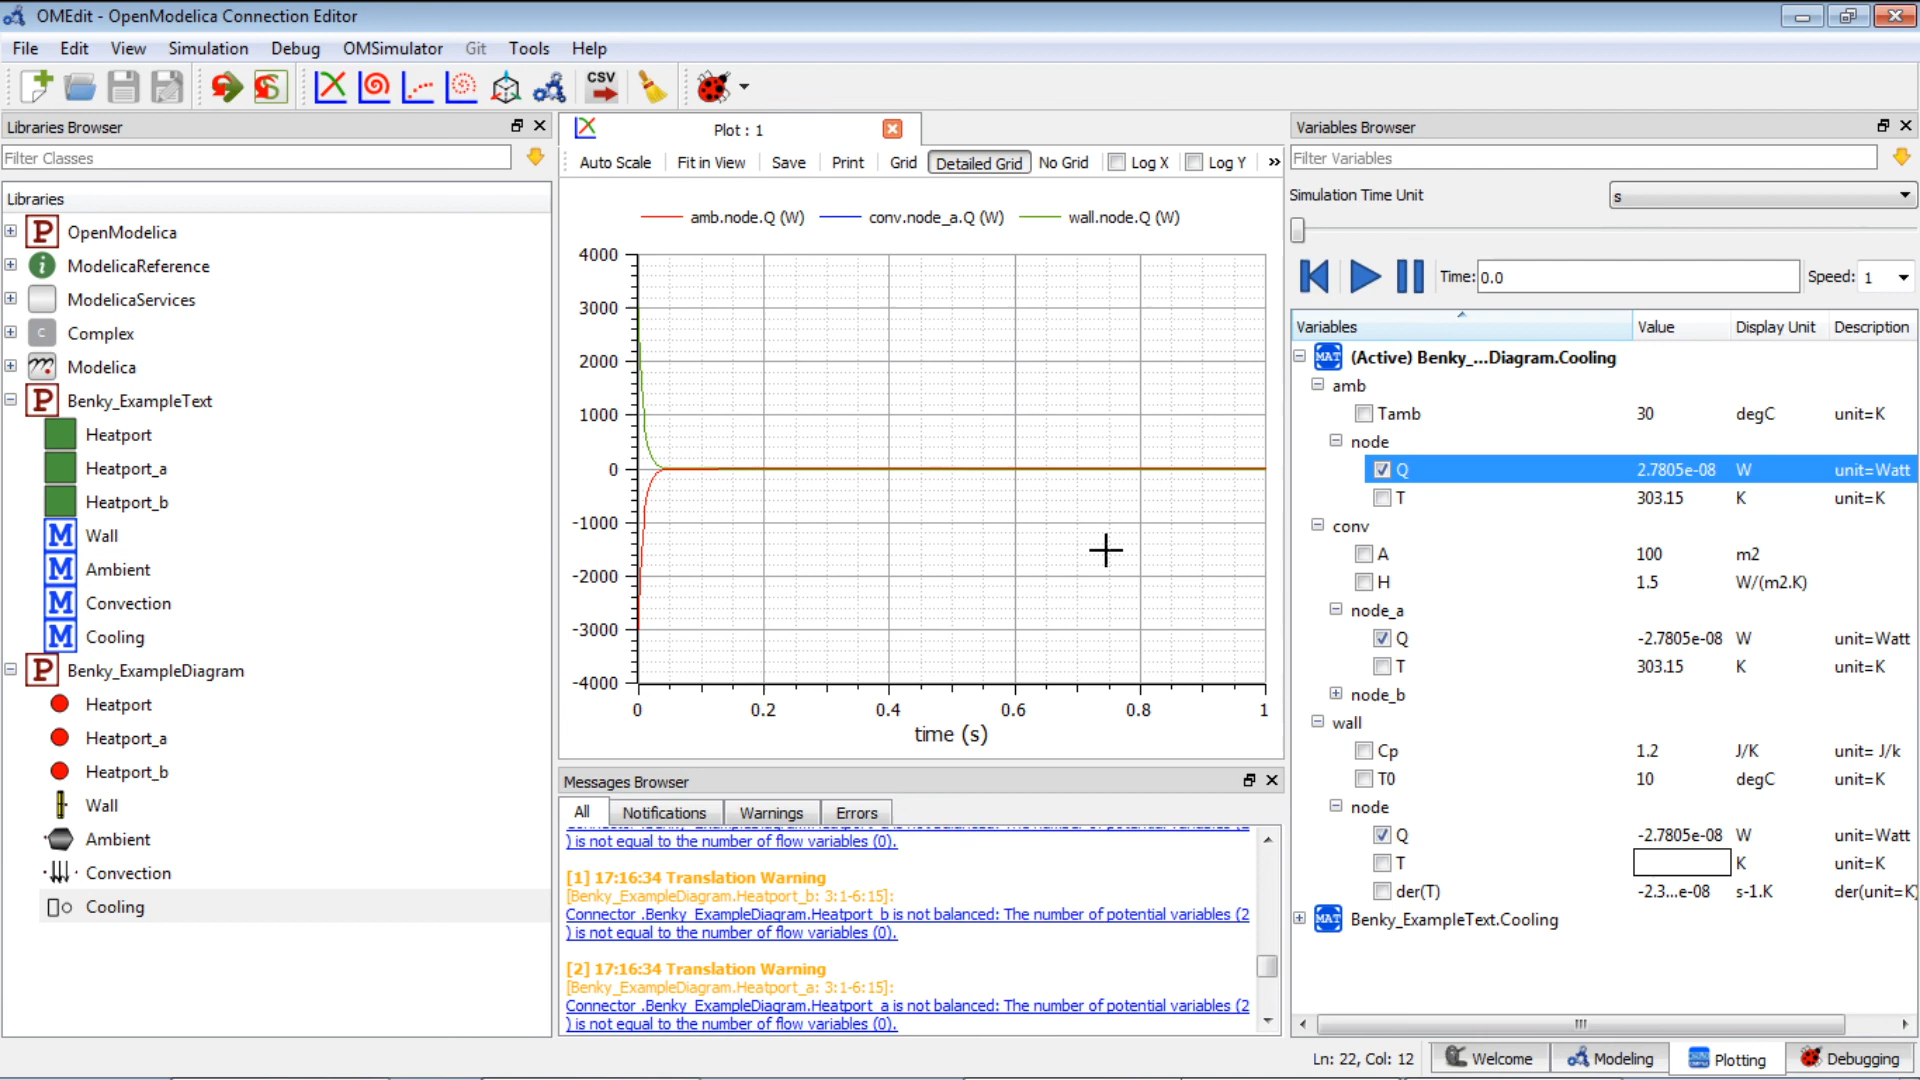 OMEdit - OpenModelica Connection Editor
File Edit View Simulation Debug OMSimulator Git Tools Help
CSV
Libraries Browser
Filter Classes
Libraries
P OpenModelica
i ModelicaReference
ModelicaServices
C Complex
Modelica
P Benky_ExampleText
Heatport
Heatport_a
Heatport_b
M Wall
M Ambient
M Convection
M Cooling
P Benky_ExampleDiagram
Heatport
Heatport_a
Heatport_b
Wall
Ambient
Convection
Cooling
Plot : 1
Auto Scale Fit in View Save Print Grid Detailed Grid No Grid Log X Log Y »
amb.node.Q (W) conv.node_a.Q (W) wall.node.Q (W)
4000
3000
2000
1000
0
-1000
-2000
-3000
-4000
0 0.2 0.4 0.6 0.8 1
time (s)
Messages Browser
All Notifications Warnings Errors
) is not equal to the number of flow variables (0).
[1] 17:16:34 Translation Warning
[Benky_ExampleDiagram.Heatport_b: 3:1-6:15]:
Connector .Benky_ExampleDiagram.Heatport_b is not balanced: The number of potential variables (2
) is not equal to the number of flow variables (0).
[2] 17:16:34 Translation Warning
[Benky_ExampleDiagram.Heatport_a: 3:1-6:15]:
Connector .Benky_ExampleDiagram.Heatport_a is not balanced: The number of potential variables (2
) is not equal to the number of flow variables (0).
Variables Browser
Filter Variables
Simulation Time Unit s
Time: 0.0 Speed: 1
Variables Value Display Unit Description
MAT (Active) Benky_...Diagram.Cooling
amb
Tamb 30 degC unit=K
node
Q 2.7805e-08 W unit=Watt
T 303.15 K unit=K
conv
A 100 m2
H 1.5 W/(m2.K)
node_a
Q -2.7805e-08 W unit=Watt
T 303.15 K unit=K
node_b
wall
Cp 1.2 J/K unit= J/k
T0 10 degC unit=K
node
Q -2.7805e-08 W unit=Watt
T K unit=K
der(T) -2.3...e-08 s-1.K der(unit=K
MAT Benky_ExampleText.Cooling
Ln: 22, Col: 12 Welcome Modeling Plotting Debugging